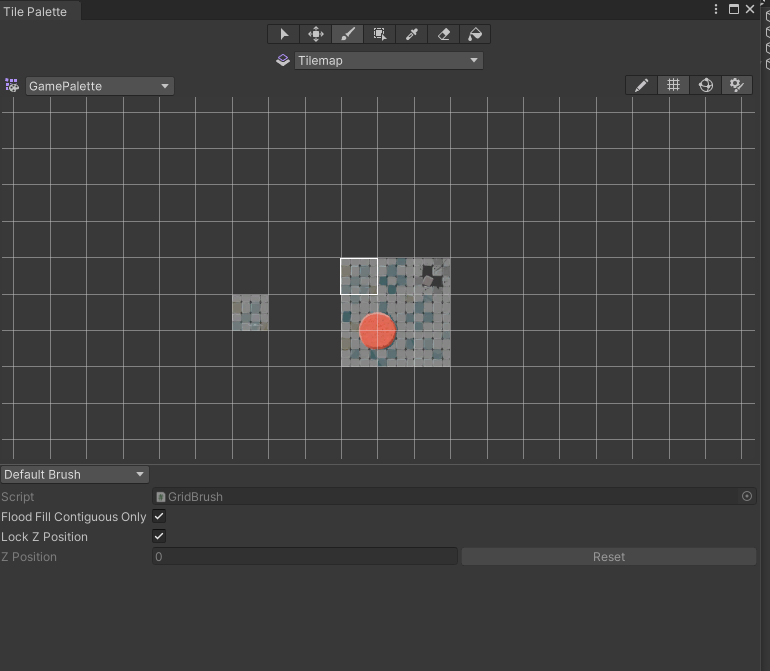 Tile Palette
Tilemap
GamePalette
Default Brush
Script
GridBrush
Flood Fill Contiguous Only
Lock Z Position
Z Position
0
Reset